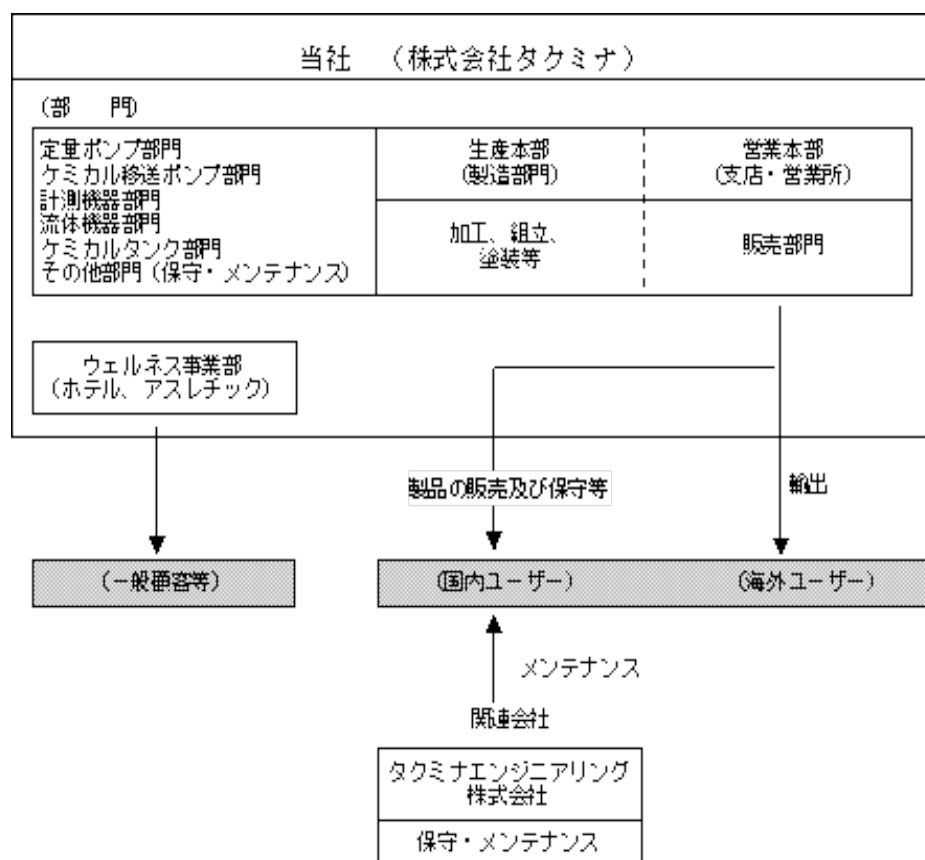 当社 （株式会社タクミナ）
（部 門）
定量ポンプ部門
ケミカル移送ポンプ部門
計測機器部門
流体機器部門
ケミカルタンク部門
その他部門（保守・メンテナンス）
生産本部
（製造部門）
加工、組立、
塗装等
営業本部
（支店・営業所）
販売部門
ウェルネス事業部
（ホテル、アスレチック）
製品の販売及び保守等
輸出
（一般顧客等）
（国内ユーザー）
（海外ユーザー）
メンテナンス
関連会社
タクミナエンジニアリング
株式会社
保守・メンテナンス